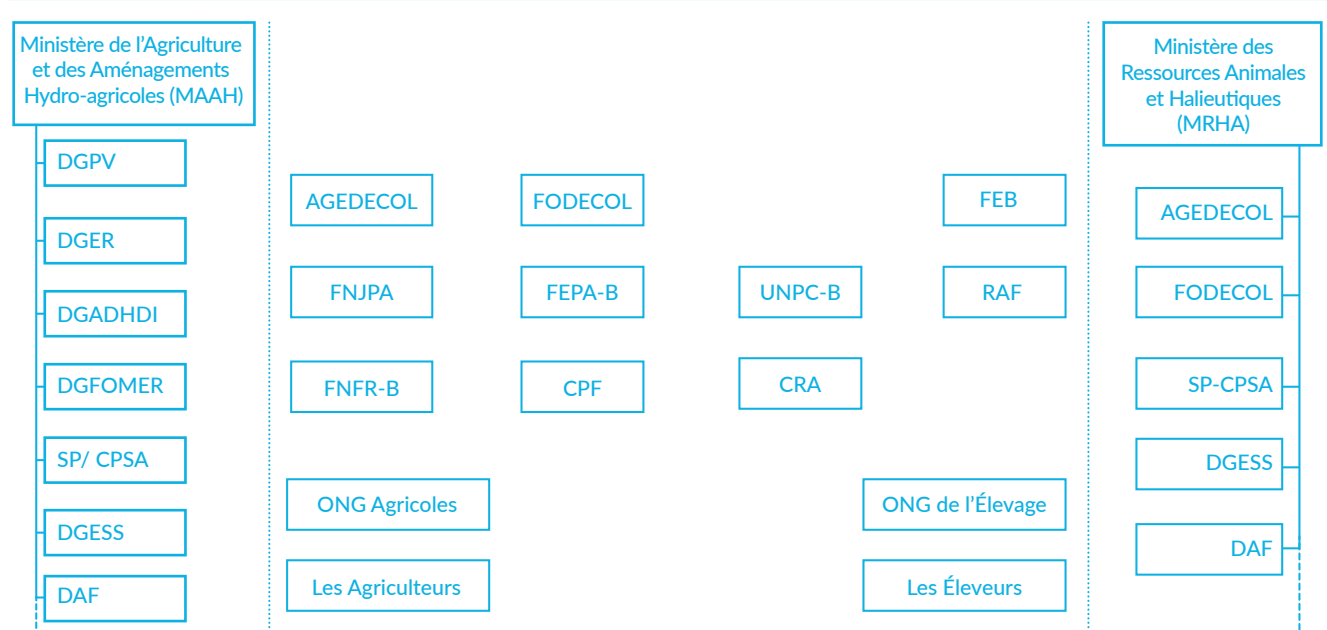 Ministère de l'Agriculture
et des Aménagements
Hydro-agricoles (MAAH)
DGPV
DGER
DGADHDI
DGFOMER
SP/ CPSA
DGESS
DAF
AGEDECOL
FODECOL
FEB
FNJPA
FEPA-B
UNPC-B
RAF
FNFR-B
CPF
CRA
ONG Agricoles
ONG de l'Élevage
Les Agriculteurs
Les Éleveurs
Ministère des
Ressources Animales
et Halieutiques
(MRHA)
AGEDECOL
FODECOL
SP-CPSA
DGESS
DAF